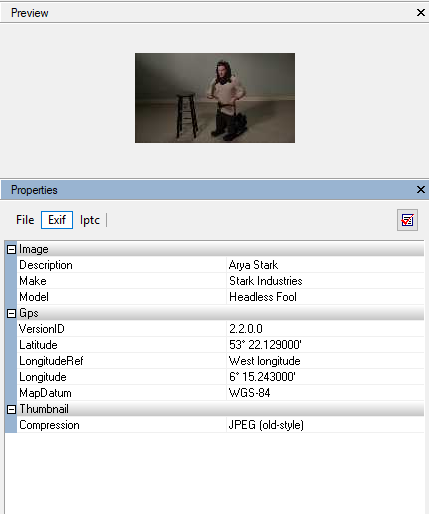 Preview
Properties
File Exif Iptc
Image
Description Arya Stark
Make Stark Industries
Model Headless Fool
Gps
VersionID 2.2.0.0
Latitude 53° 22.129000'
LongitudeRef West longitude
Longitude 6° 15.243000'
MapDatum WGS-84
Thumbnail
Compression JPEG (old-style)